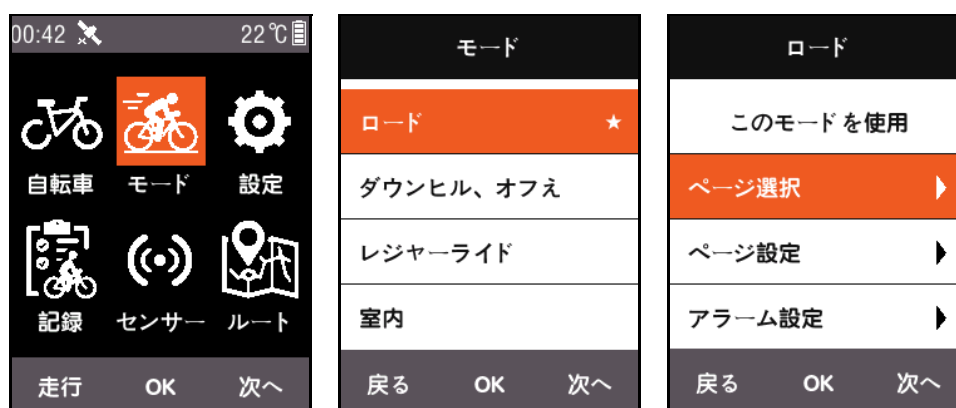 00:42 22℃
自転車 モード 設定
記録 センサー ルート
走行 OK 次へ
モード
ロード ★
ダウンヒル、オフえ
レジャーライド
室内
戻る OK 次へ
ロード
このモードを使用
ページ選択
ページ設定
アラーム設定
戻る OK 次へ